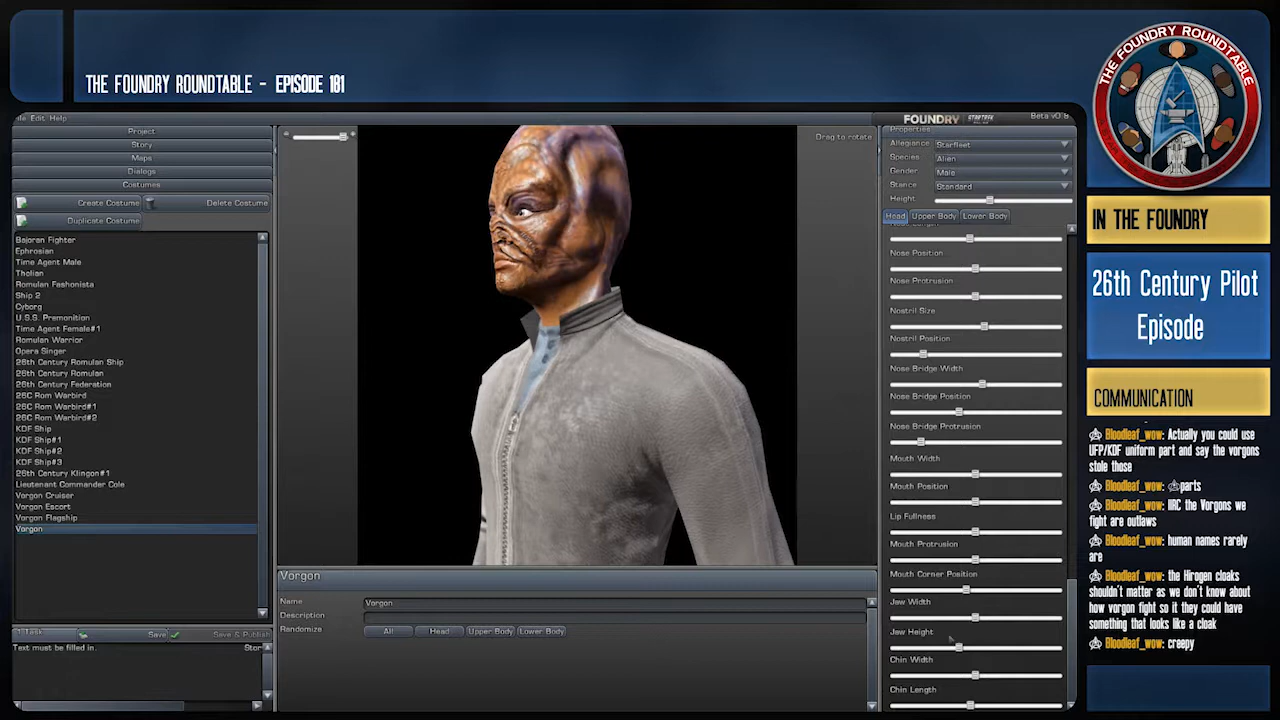 THE FOUNDRY ROUNDTABLE - EPISODE 181
THE FOUNDRY ROUNDTABLE
ile Edit Help
FOUNDRY STAR TREK
Beta v0.8
Project
Story
Maps
Dialogs
Costumes
Create Costume
Delete Costume
Duplicate Costume
Bajoran Fighter
Ephrosian
Time Agent Male
Tholian
Romulan Fashonista
Ship 2
Cyborg
U.S.S. Premonition
Time Agent Female#1
Romulan Warrior
Opera Singer
26th Century Romulan Ship
26th Century Romulan
26th Century Federation
26C Rom Warbird
26C Rom Warbird#1
26C Rom Warbird#2
KDF Ship
KDF Ship#1
KDF Ship#2
KDF Ship#3
26th Century Klingon#1
Lieutenant Commander Cole
Vorgon Cruiser
Vorgon Escort
Vorgon Flagship
Vorgon
1 Task
Save
Save & Publish
Text must be filled in.
Stor
Drag to rotate
Vorgon
Name
Vorgon
Description
Randomize
All
Head
Upper Body
Lower Body
Properties
Allegiance
Starfleet
Species
Alien
Gender
Male
Stance
Standard
Height
Head
Upper Body
Lower Body
Nose Length
Nose Position
Nose Protrusion
Nostril Size
Nostril Position
Nose Bridge Width
Nose Bridge Position
Nose Bridge Protrusion
Mouth Width
Mouth Position
Lip Fullness
Mouth Protrusion
Mouth Corner Position
Jaw Width
Jaw Height
Chin Width
Chin Length
IN THE FOUNDRY
26th Century Pilot
Episode
COMMUNICATION
Bloodleaf_wow: Actually you could use
UFP/KDF uniform part and say the vorgons
stole those
Bloodleaf_wow: parts
Bloodleaf_wow: IIRC the Vorgons we
fight are outlaws
Bloodleaf_wow: human names rarely
are
Bloodleaf_wow: the Hirogen cloaks
shouldn't matter as we don't know about
how vorgon fight so it they could have
something that looks like a cloak
Bloodleaf_wow: creepy